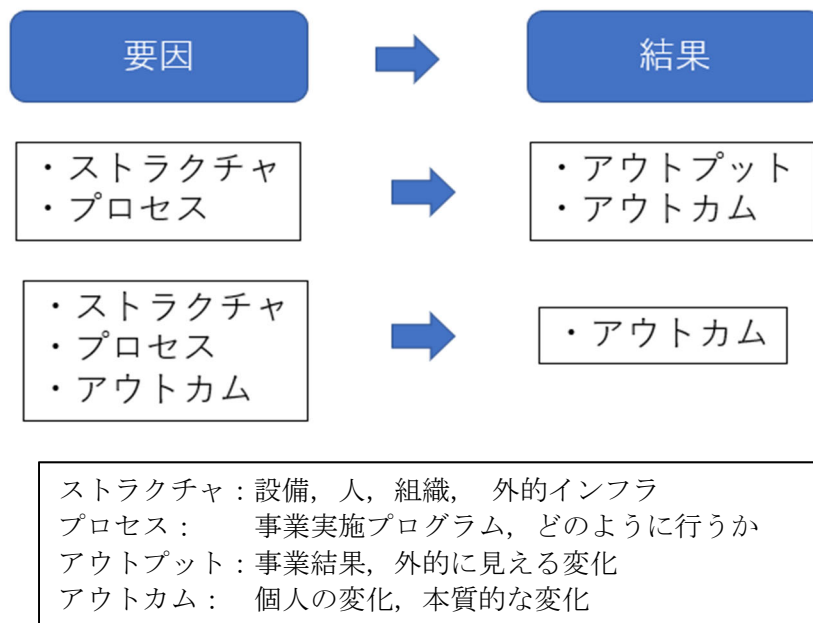 要因
結果
・ストラクチャ
・プロセス
・アウトプット
・アウトカム
・ストラクチャ
・プロセス
・アウトカム
・アウトカム
ストラクチャ：設備，人，組織， 外的インフラ
プロセス： 事業実施プログラム，どのように行うか
アウトプット：事業結果，外的に見える変化
アウトカム： 個人の変化，本質的な変化